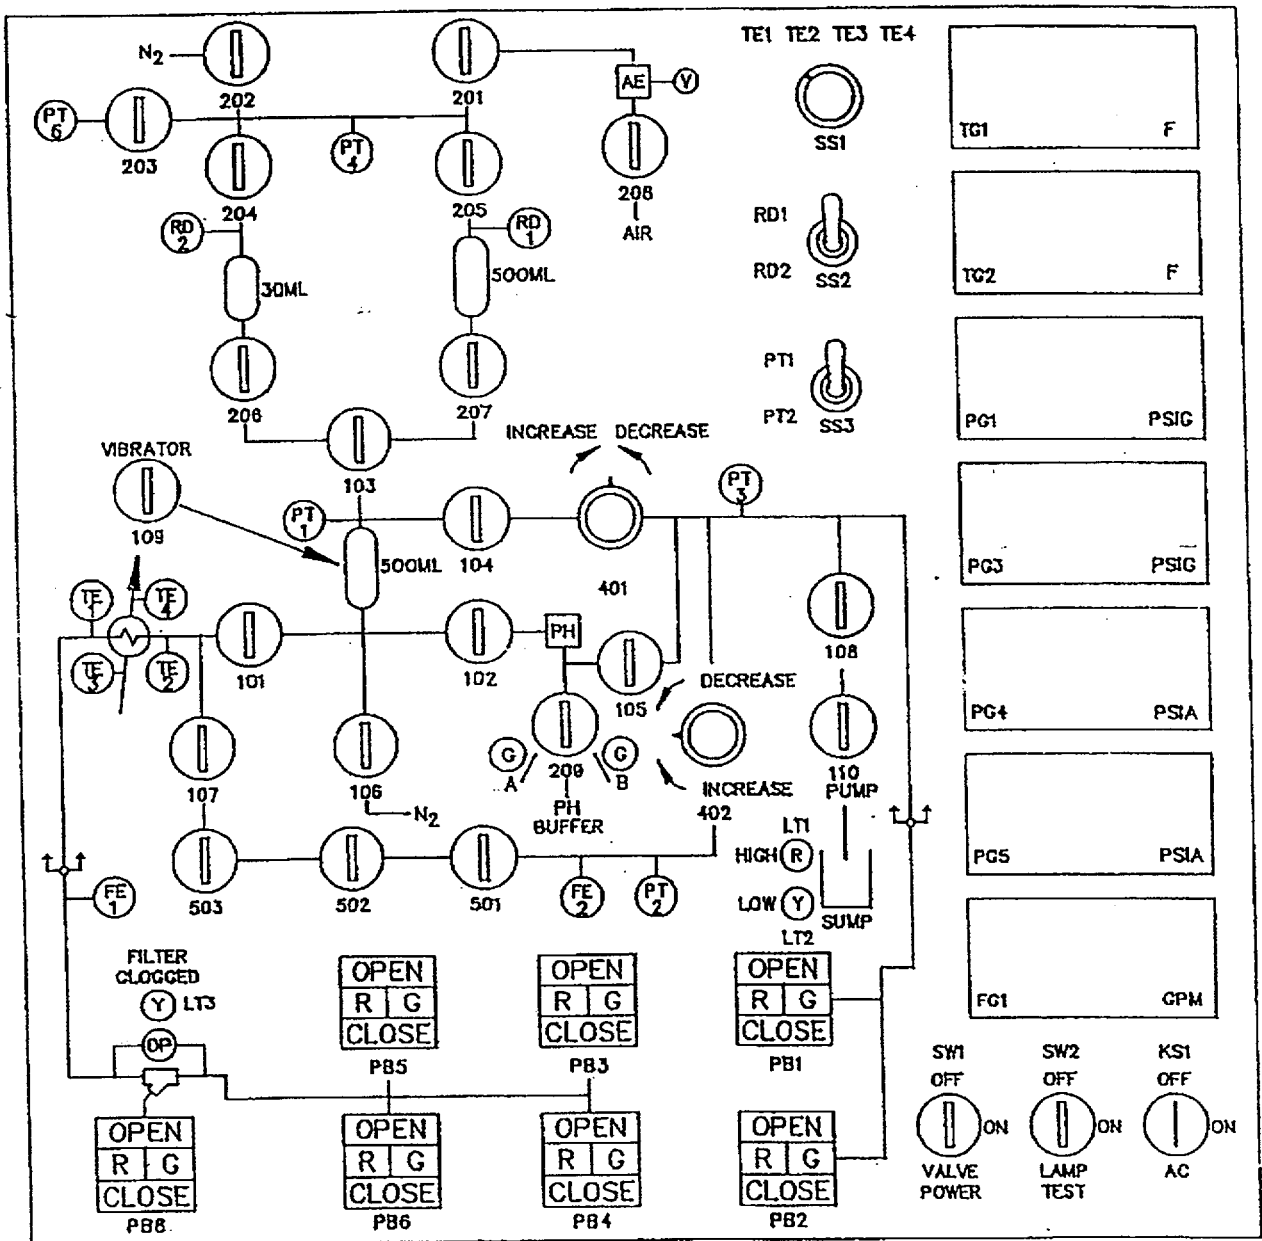 TE1 TE2 TE3 TE4
N2
202
201
AE
Y
TG1 F
PT 5
203
PT 4
SS1
204
205
208
AIR
RD 2
RD 1
RD1
RD2
SS2
30ML
500ML
TG2 F
206
207
PT1
PT2
SS3
PG1 PSIG
VIBRATOR
103
INCREASE DECREASE
109
PT 1
104
PT 3
500ML
401
PG3 PSIG
TE 1
TE 4
TE 3
TE 2
101
102
PH
108
105
DECREASE
PG4 PSIA
107
106
G
A
209
G
B
110
N2
PH
BUFFER
INCREASE
402
PUMP
LT1
HIGH R
PG5 PSIA
FE 1
503
502
501
FE 2
PT 2
LOW Y
LT2
SUMP
FILTER
CLOGGED
Y LT3
DP
OPEN
R G
CLOSE
PB5
OPEN
R G
CLOSE
PB3
OPEN
R G
CLOSE
PB1
FG1 GPM
SW1
OFF
ON
VALVE
POWER
SW2
OFF
ON
LAMP
TEST
KS1
OFF
ON
AC
OPEN
R G
CLOSE
PB8
OPEN
R G
CLOSE
PB6
OPEN
R G
CLOSE
PB4
OPEN
R G
CLOSE
PB2